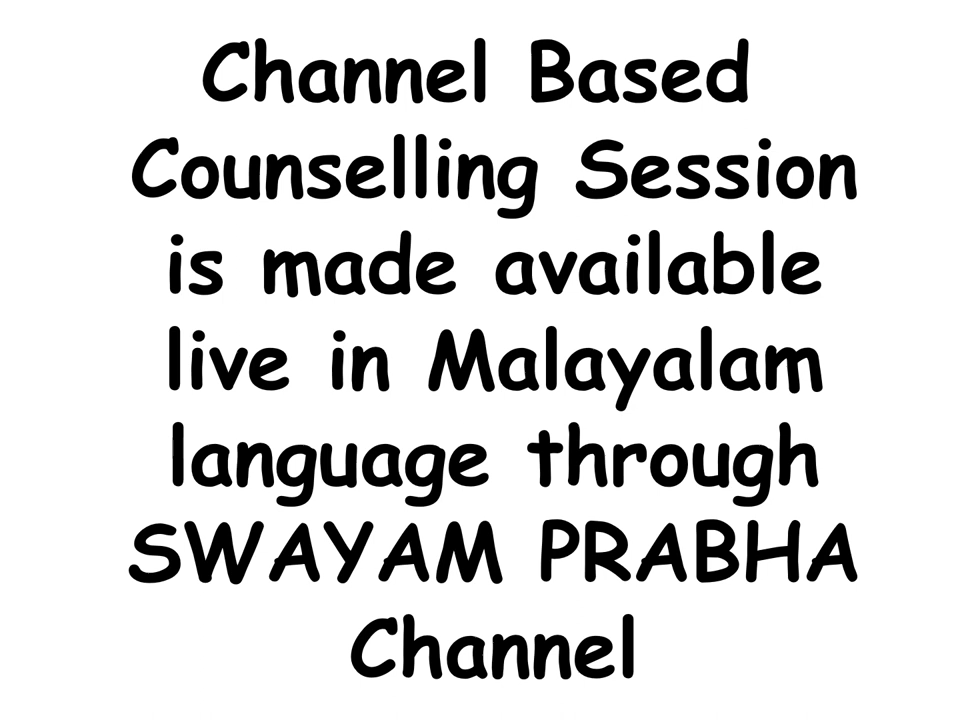 Channel Based
Counselling Session
is made available
live in Malayalam
language through
SWAYAM PRABHA
Channel